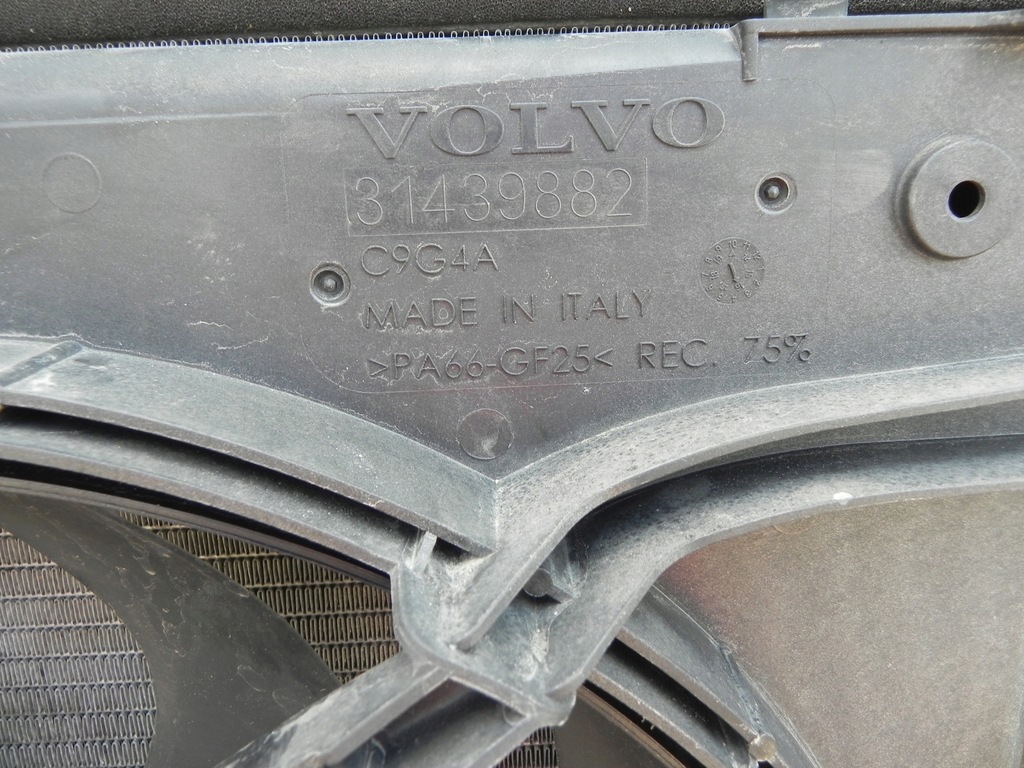 VOLVO
31439882
C9G4A
MADE IN ITALY
>PA66-GF25< REC. 75%